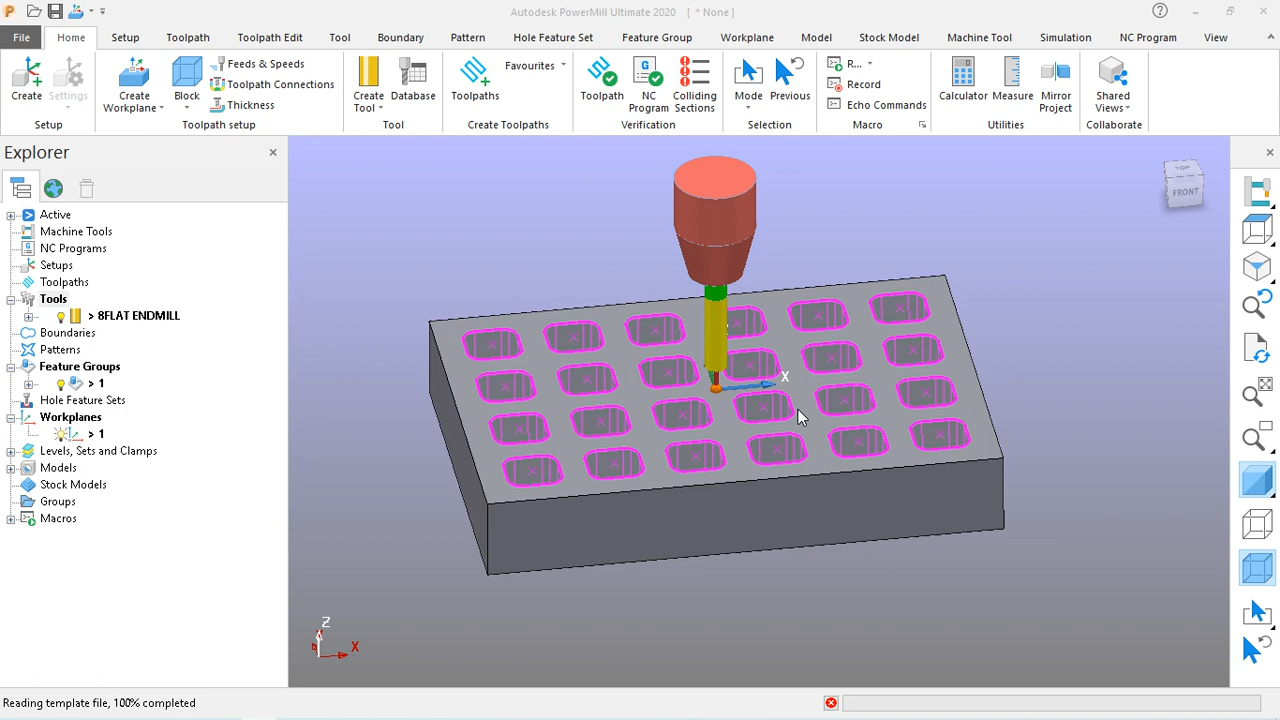 Autodesk PowerMill Ultimate 2020 [ * None ]
File Home Setup Toolpath Toolpath Edit Tool Boundary Pattern Hole Feature Set Feature Group Workplane Model Stock Model Machine Tool Simulation NC Program View
Create
Settings
Setup
Create Workplane
Block
Feeds & Speeds
Toolpath Connections
Thickness
Toolpath setup
Create Tool
Database
Tool
Toolpaths
Favourites
Create Toolpaths
Toolpath
NC Program
Colliding Sections
Verification
Mode
Previous
Selection
R...
Record
Echo Commands
Macro
Calculator
Measure
Mirror Project
Utilities
Shared Views
Collaborate
Explorer
Active
Machine Tools
NC Programs
Setups
Toolpaths
Tools
> 8FLAT ENDMILL
Boundaries
Patterns
Feature Groups
> 1
Hole Feature Sets
Workplanes
> 1
Levels, Sets and Clamps
Models
Stock Models
Groups
Macros
TOP
FRONT
X
Z
X
Reading template file, 100% completed